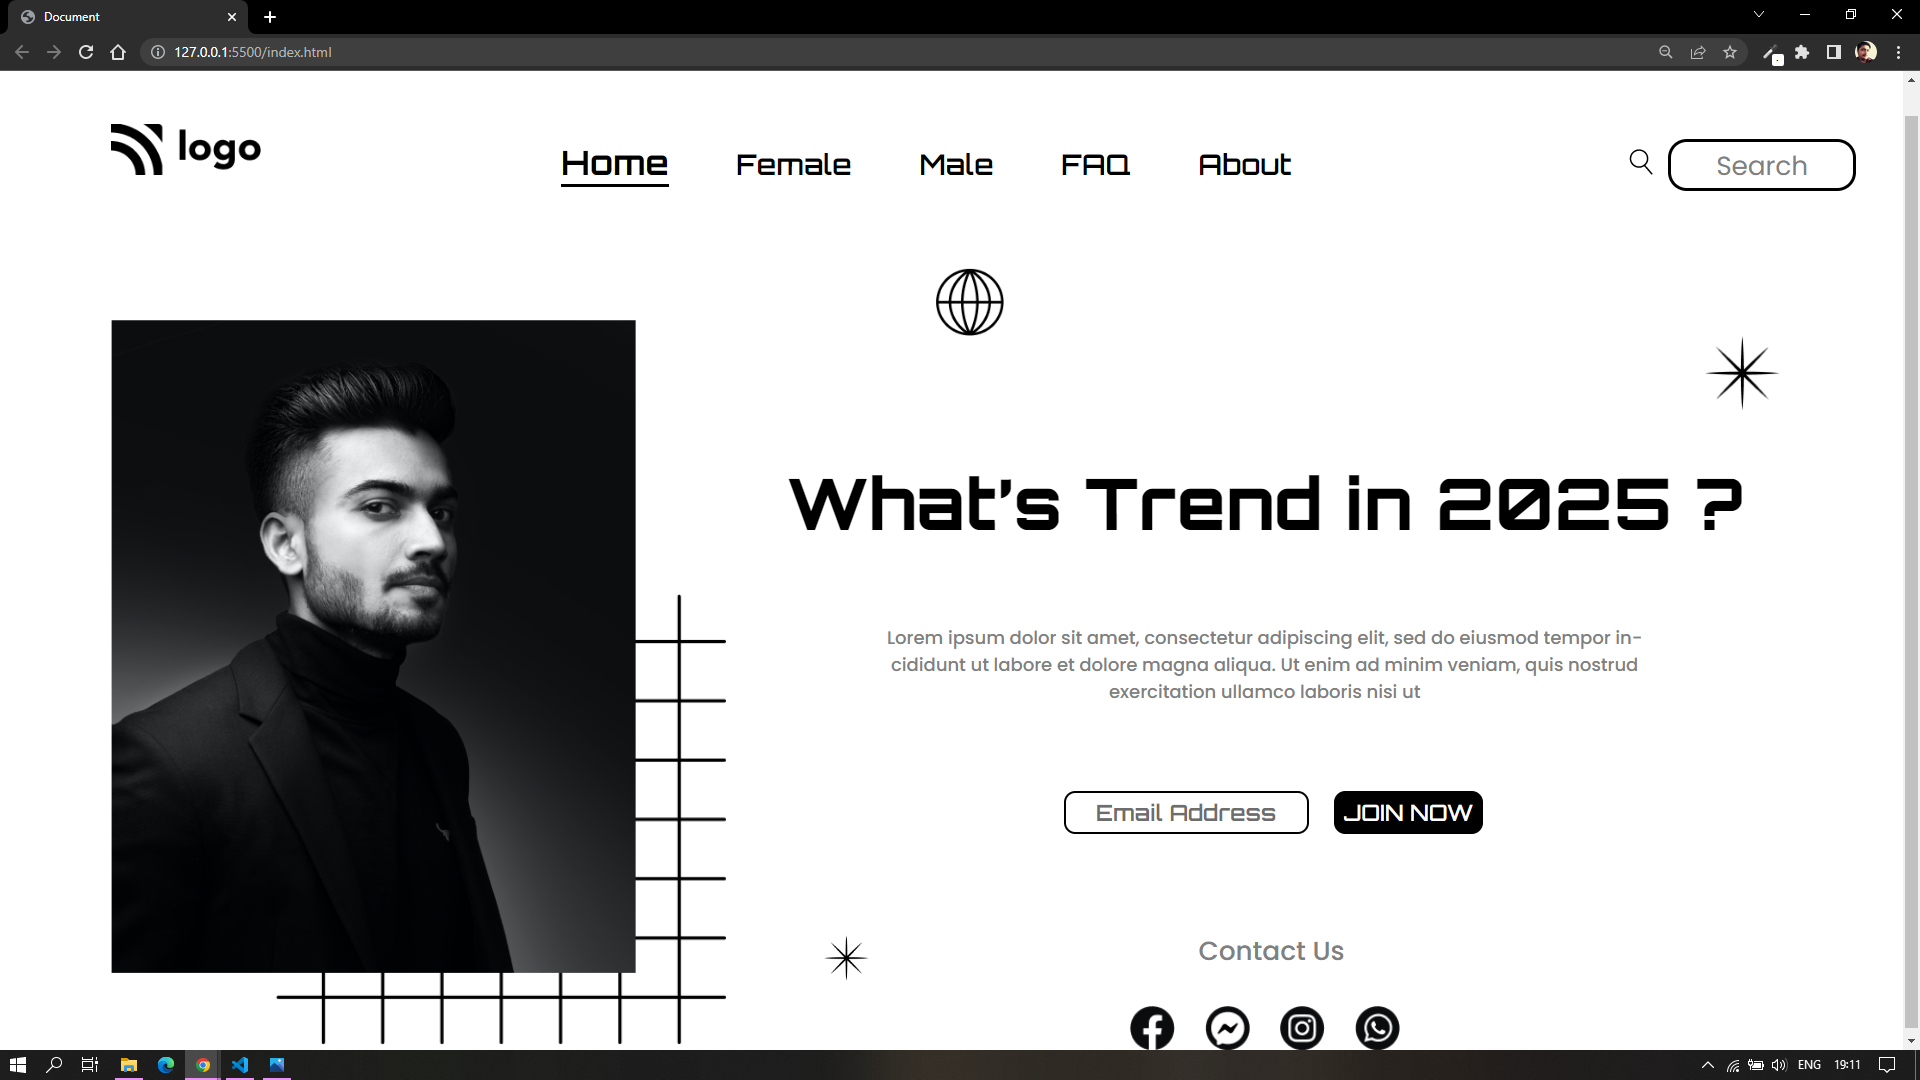 Document
127.0.0.1:5500/index.html
logo
Home
Female
Male
FAQ
About
Search
What's Trend in 2025 ?
Lorem ipsum dolor sit amet, consectetur adipiscing elit, sed do eiusmod tempor in-
cididunt ut labore et dolore magna aliqua. Ut enim ad minim veniam, quis nostrud
exercitation ullamco laboris nisi ut
Email Address
JOIN NOW
Contact Us
ENG
19:11